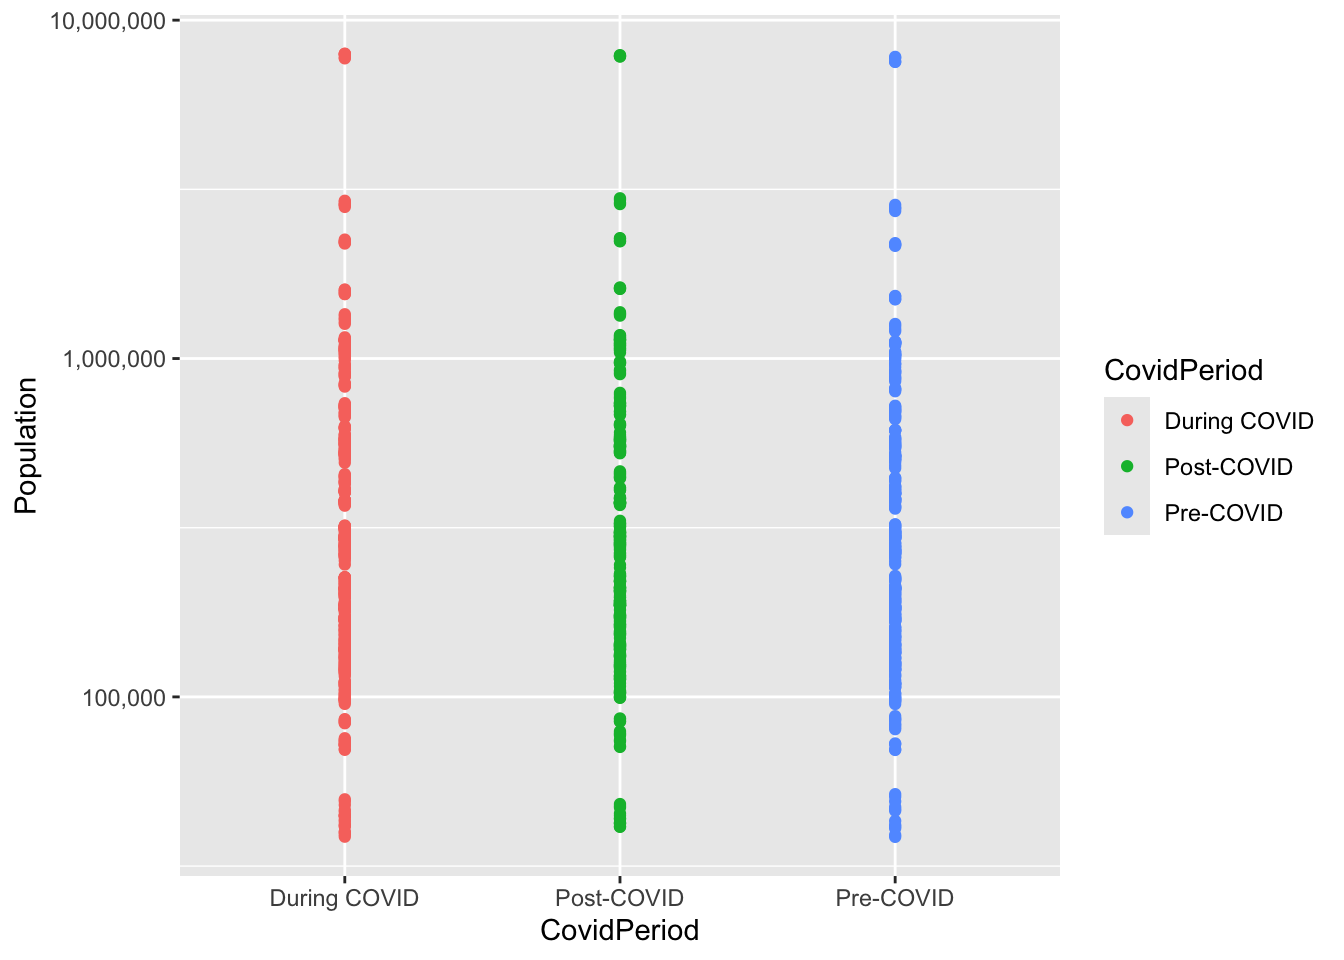 10,000,000
1,000,000
100,000
Population
During COVID
Post-COVID
Pre-COVID
CovidPeriod
CovidPeriod
During COVID
Post-COVID
Pre-COVID